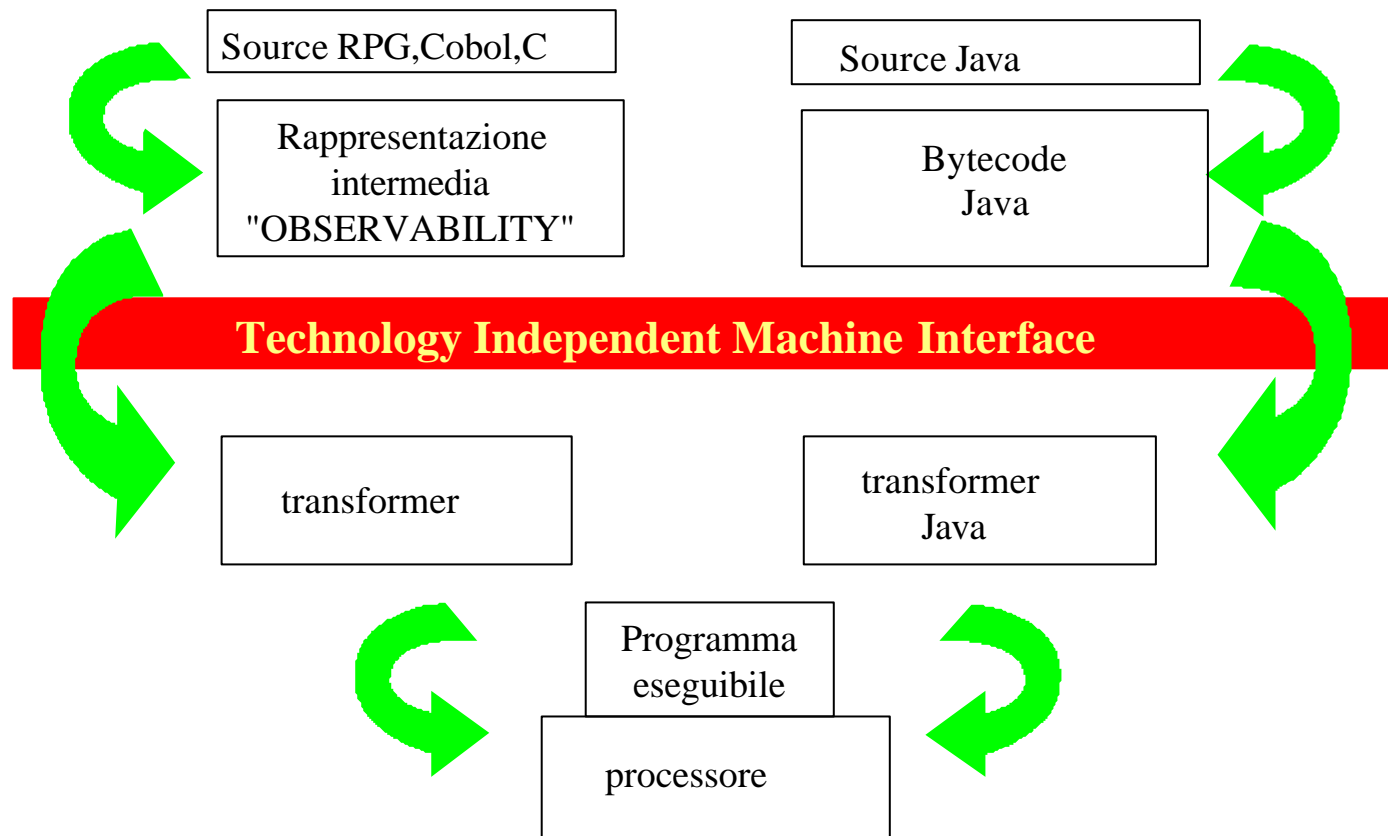 Source RPG,Cobol,C
Source Java
Rappresentazione
intermedia
"OBSERVABILITY"
Bytecode
Java
Technology Independent Machine Interface
transformer
transformer
Java
Programma
eseguibile
processore